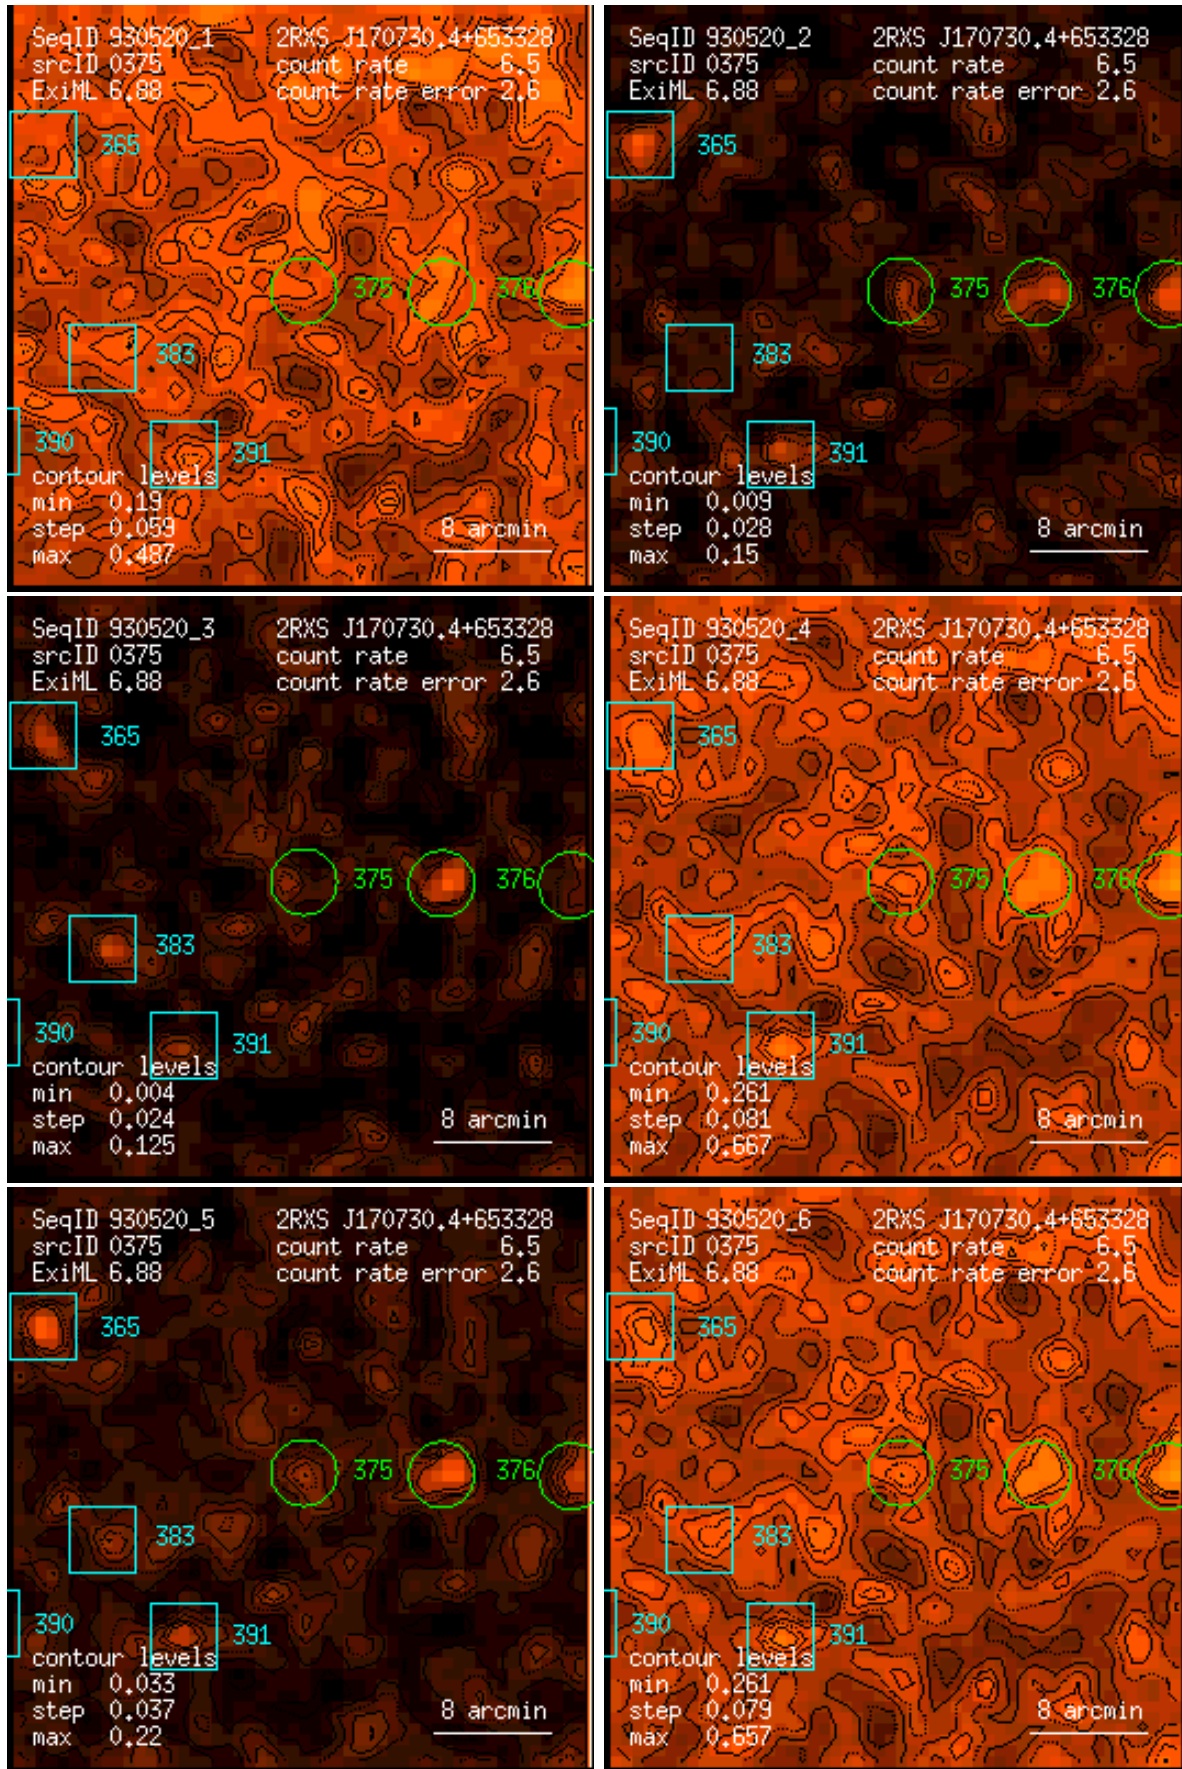 SeqID 930520_1 2RXS J170730.4+653328
srcID 0375 count rate 6.5
ExiML 6.88 count rate error 2.6
365
375 376
383
390 391
contour levels
min 0.19
step 0.059 8 arcmin
max 0.487
SeqID 930520_2 2RXS J170730.4+653328
srcID 0375 count rate 6.5
ExiML 6.88 count rate error 2.6
365
375 376
383
390 391
contour levels
min 0.009
step 0.028 8 arcmin
max 0.15
SeqID 930520_3 2RXS J170730.4+653328
srcID 0375 count rate 6.5
ExiML 6.88 count rate error 2.6
365
375 376
383
390 391
contour levels
min 0.004
step 0.024 8 arcmin
max 0.125
SeqID 930520_4 2RXS J170730.4+653328
srcID 0375 count rate 6.5
ExiML 6.88 count rate error 2.6
365
375 376
383
390 391
contour levels
min 0.261
step 0.081 8 arcmin
max 0.667
SeqID 930520_5 2RXS J170730.4+653328
srcID 0375 count rate 6.5
ExiML 6.88 count rate error 2.6
365
375 376
383
390 391
contour levels
min 0.033
step 0.037 8 arcmin
max 0.22
SeqID 930520_6 2RXS J170730.4+653328
srcID 0375 count rate 6.5
ExiML 6.88 count rate error 2.6
365
375 376
383
390 391
contour levels
min 0.261
step 0.079 8 arcmin
max 0.657